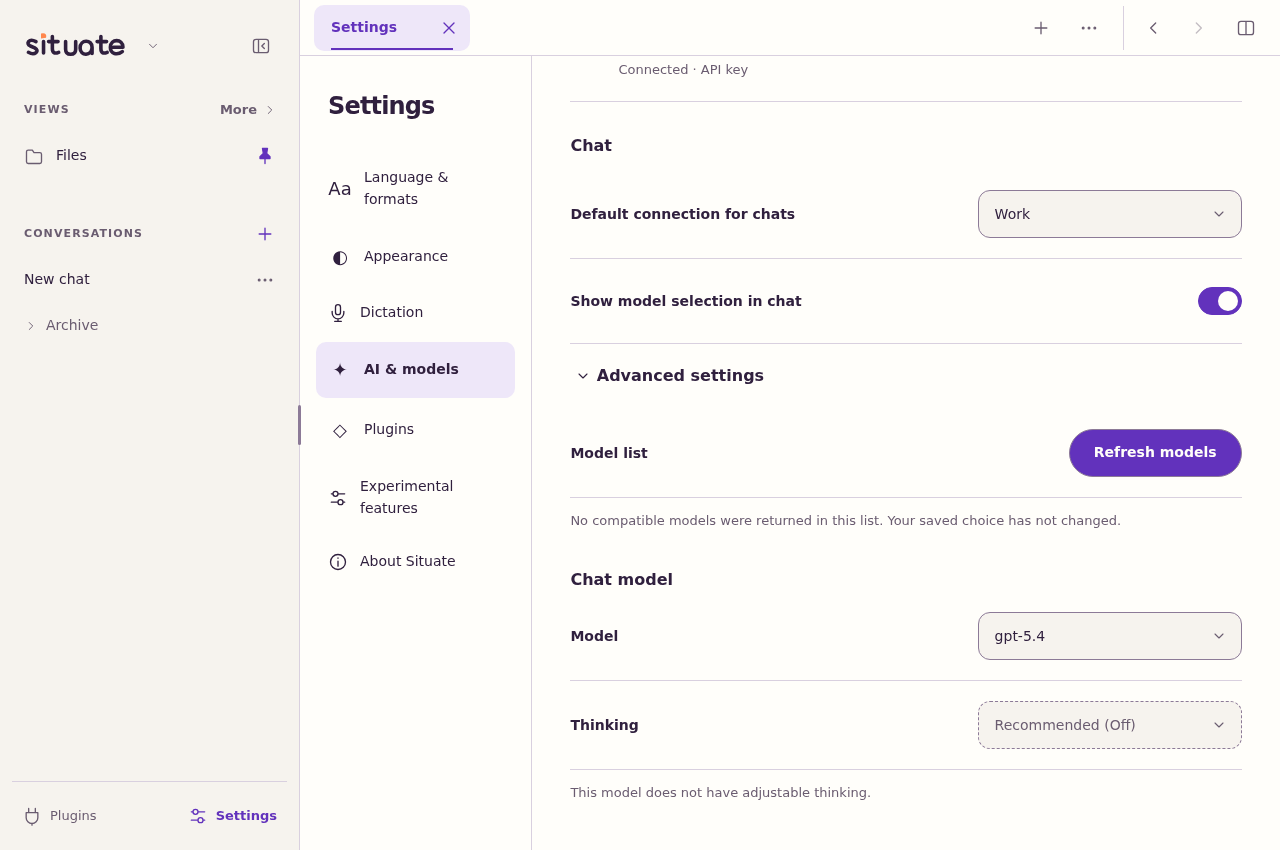 situate
VIEWS
More
Files
CONVERSATIONS
New chat
Archive
Plugins
Settings
Settings
Settings
Aa
Language &
formats
Appearance
Dictation
AI & models
Plugins
Experimental
features
About Situate
Connected · API key
Chat
Default connection for chats
Work
Show model selection in chat
Advanced settings
Model list
Refresh models
No compatible models were returned in this list. Your saved choice has not changed.
Chat model
Model
gpt-5.4
Thinking
Recommended (Off)
This model does not have adjustable thinking.